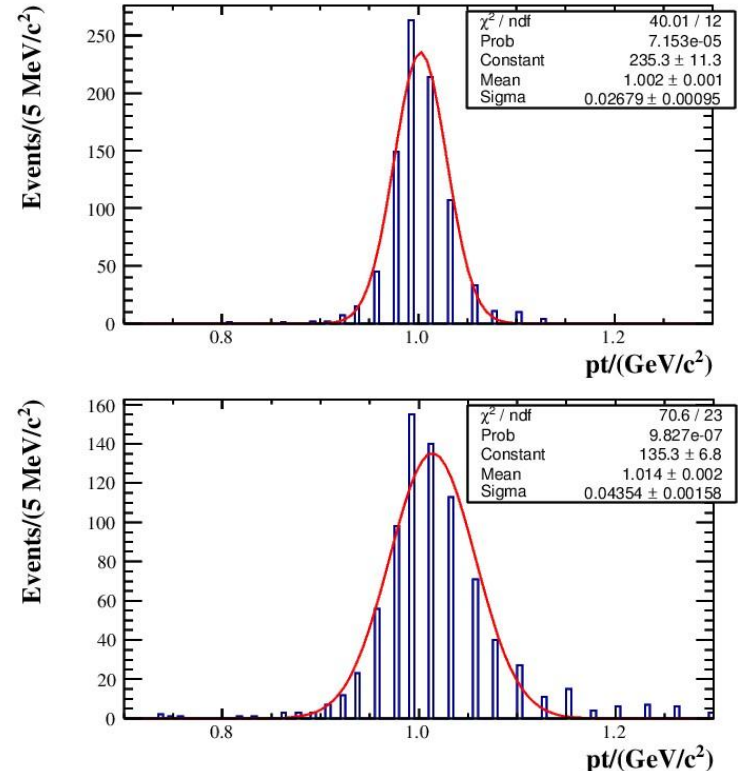 Events/(5 MeV/c²)
250
200
150
100
50
0
χ² / ndf 40.01 / 12
Prob 7.153e-05
Constant 235.3 ± 11.3
Mean 1.002 ± 0.001
Sigma 0.02679 ± 0.00095
0.8 1.0 1.2
pt/(GeV/c²)
Events/(5 MeV/c²)
160
140
120
100
80
60
40
20
0
χ² / ndf 70.6 / 23
Prob 9.827e-07
Constant 135.3 ± 6.8
Mean 1.014 ± 0.002
Sigma 0.04354 ± 0.00158
0.8 1.0 1.2
pt/(GeV/c²)